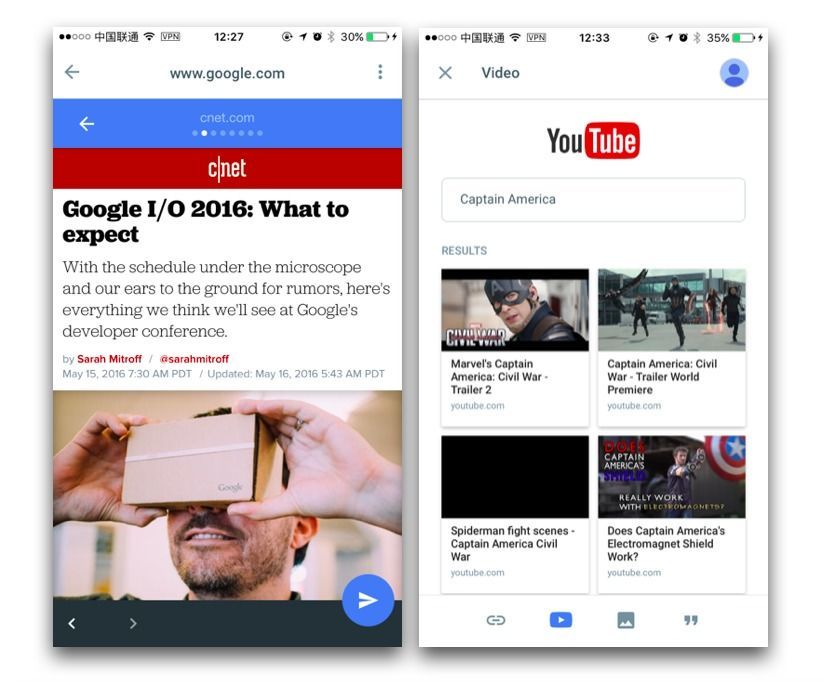 中国联通 VPN 12:27 30%
www.google.com
cnet.com
c|net
Google I/O 2016: What to
expect
With the schedule under the microscope
and our ears to the ground for rumors, here's
everything we think we'll see at Google's
developer conference.
by Sarah Mitroff / @sarahmitroff
May 15, 2016 7:30 AM PDT / Updated: May 16, 2016 5:43 AM PDT
Google
中国联通 VPN 12:33 35%
Video
YouTube
Captain America
RESULTS
CIVIL WAR
Marvel's Captain
America: Civil War -
Trailer 2
youtube.com
Captain America: Civil
War - Trailer World
Premiere
youtube.com
Spiderman fight scenes -
Captain America Civil
War
youtube.com
DOES
CAPTAIN
AMERICA'S
SHIELD
REALLY WORK
WITH ELECTROMAGNETS?
Does Captain America's
Electromagnet Shield
Work?
youtube.com